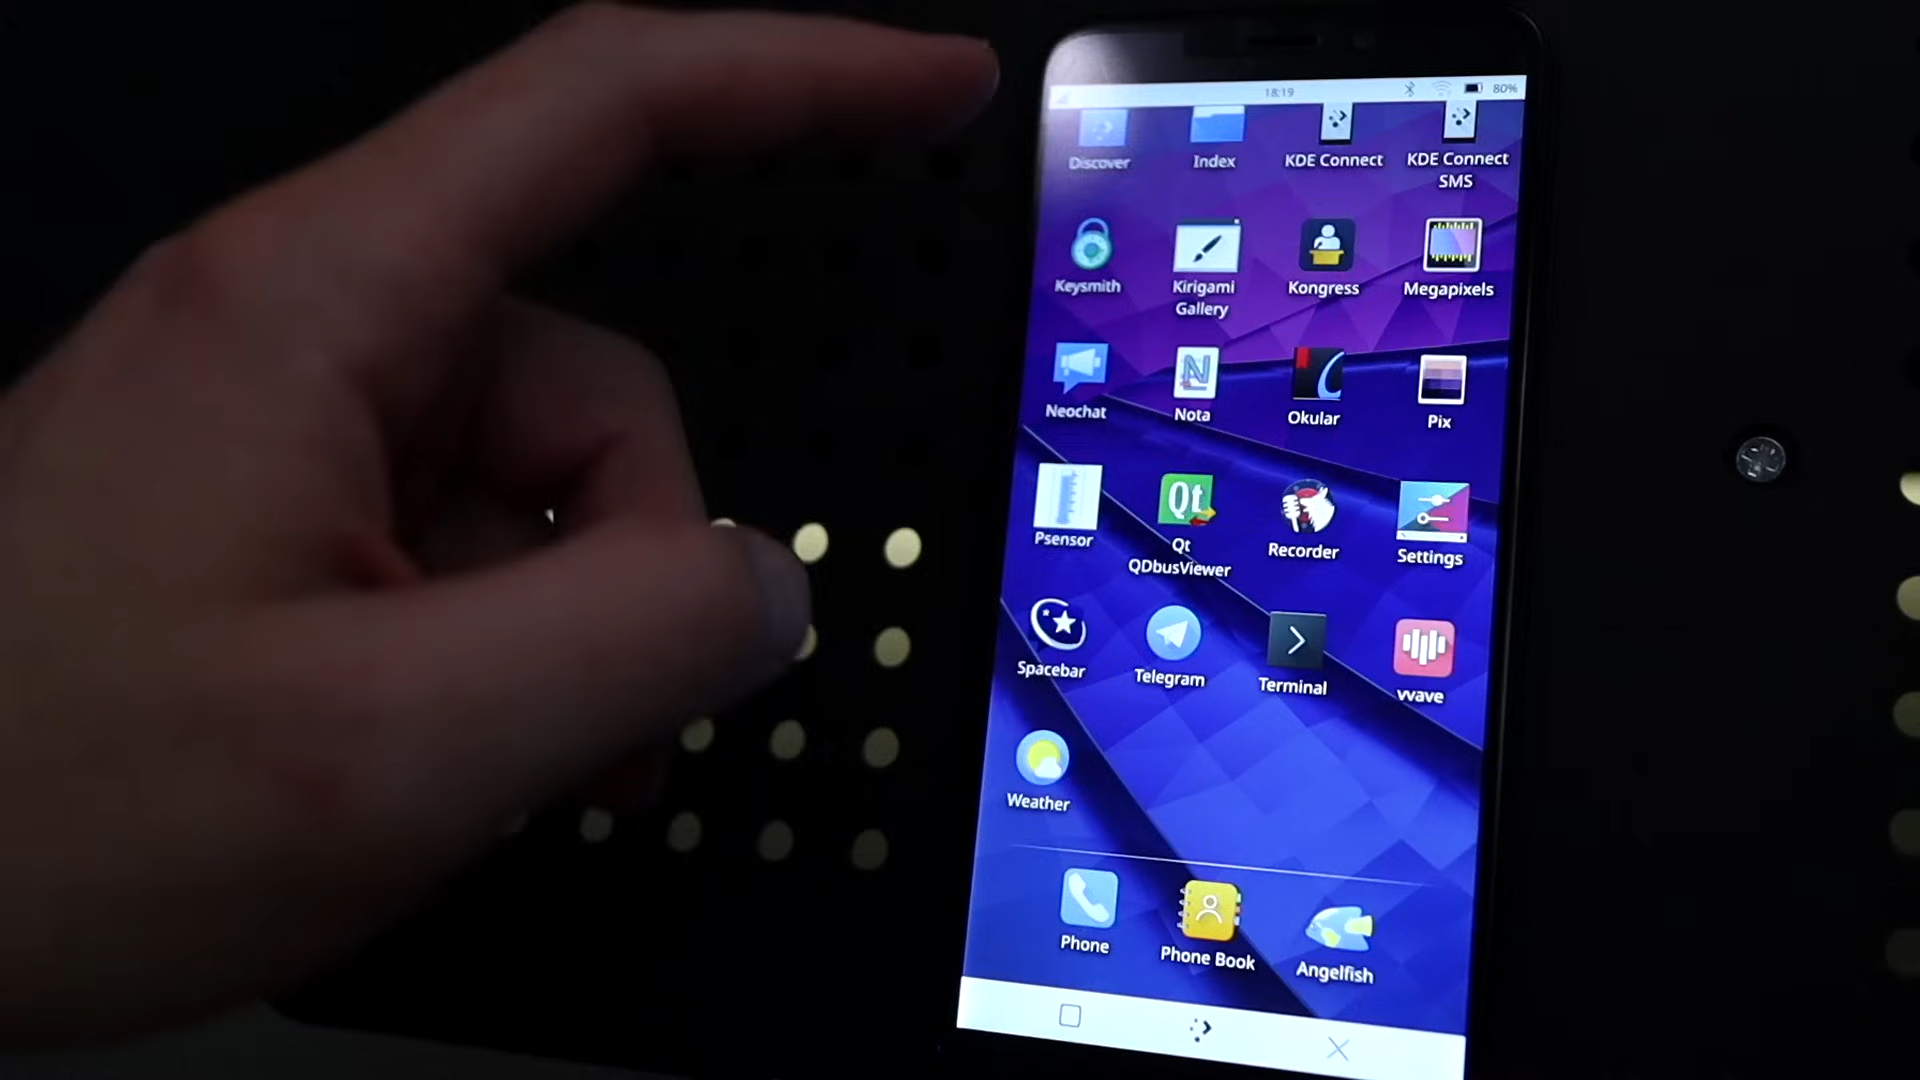 18:19 80%
Discover Index KDE Connect KDE Connect
SMS
Keysmith Kirigami Kongress Megapixels
Gallery
Neochat Nota Okular Pix
Psensor Qt Recorder Settings
QDbusViewer
Spacebar Telegram Terminal vvave
Weather
Phone Phone Book Angelfish